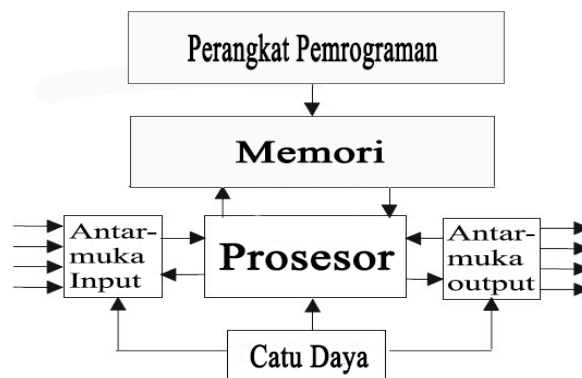 Perangkat Pemrograman
Memori
Antar-
muka
Input
Prosesor
Antar-
muka
output
Catu Daya